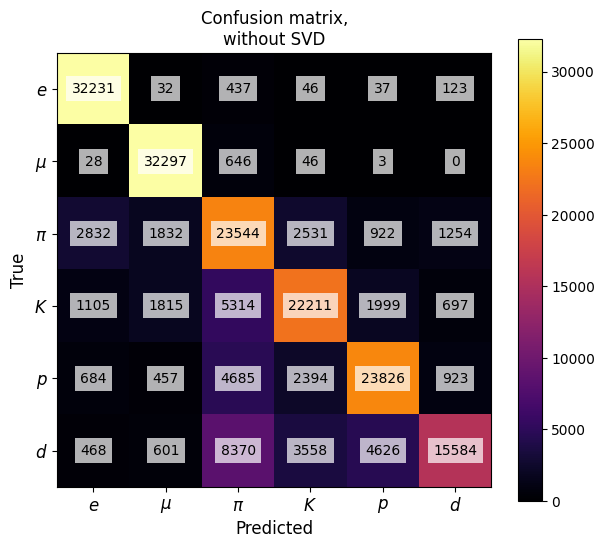 Confusion matrix,
without SVD
True
e 32231 32 437 46 37 123
μ 28 32297 646 46 3 0
π 2832 1832 23544 2531 922 1254
K 1105 1815 5314 22211 1999 697
p 684 457 4685 2394 23826 923
d 468 601 8370 3558 4626 15584
e μ π K p d
Predicted
30000
25000
20000
15000
10000
5000
0